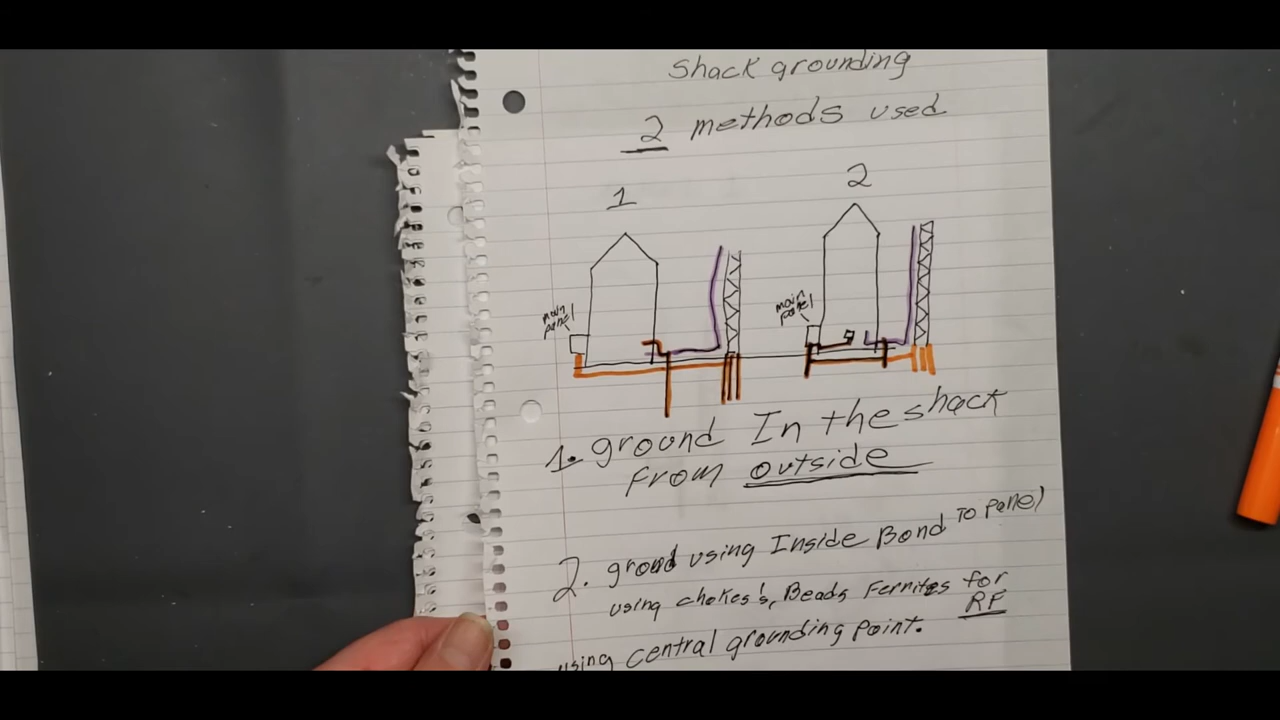 Shack grounding
2 methods used
1
2
main
panel
main
panel
1. ground In the shack
from outside
2. ground using Inside Bond To Panel
using chokes's, Beads Ferrites for
RF
using central grounding point.